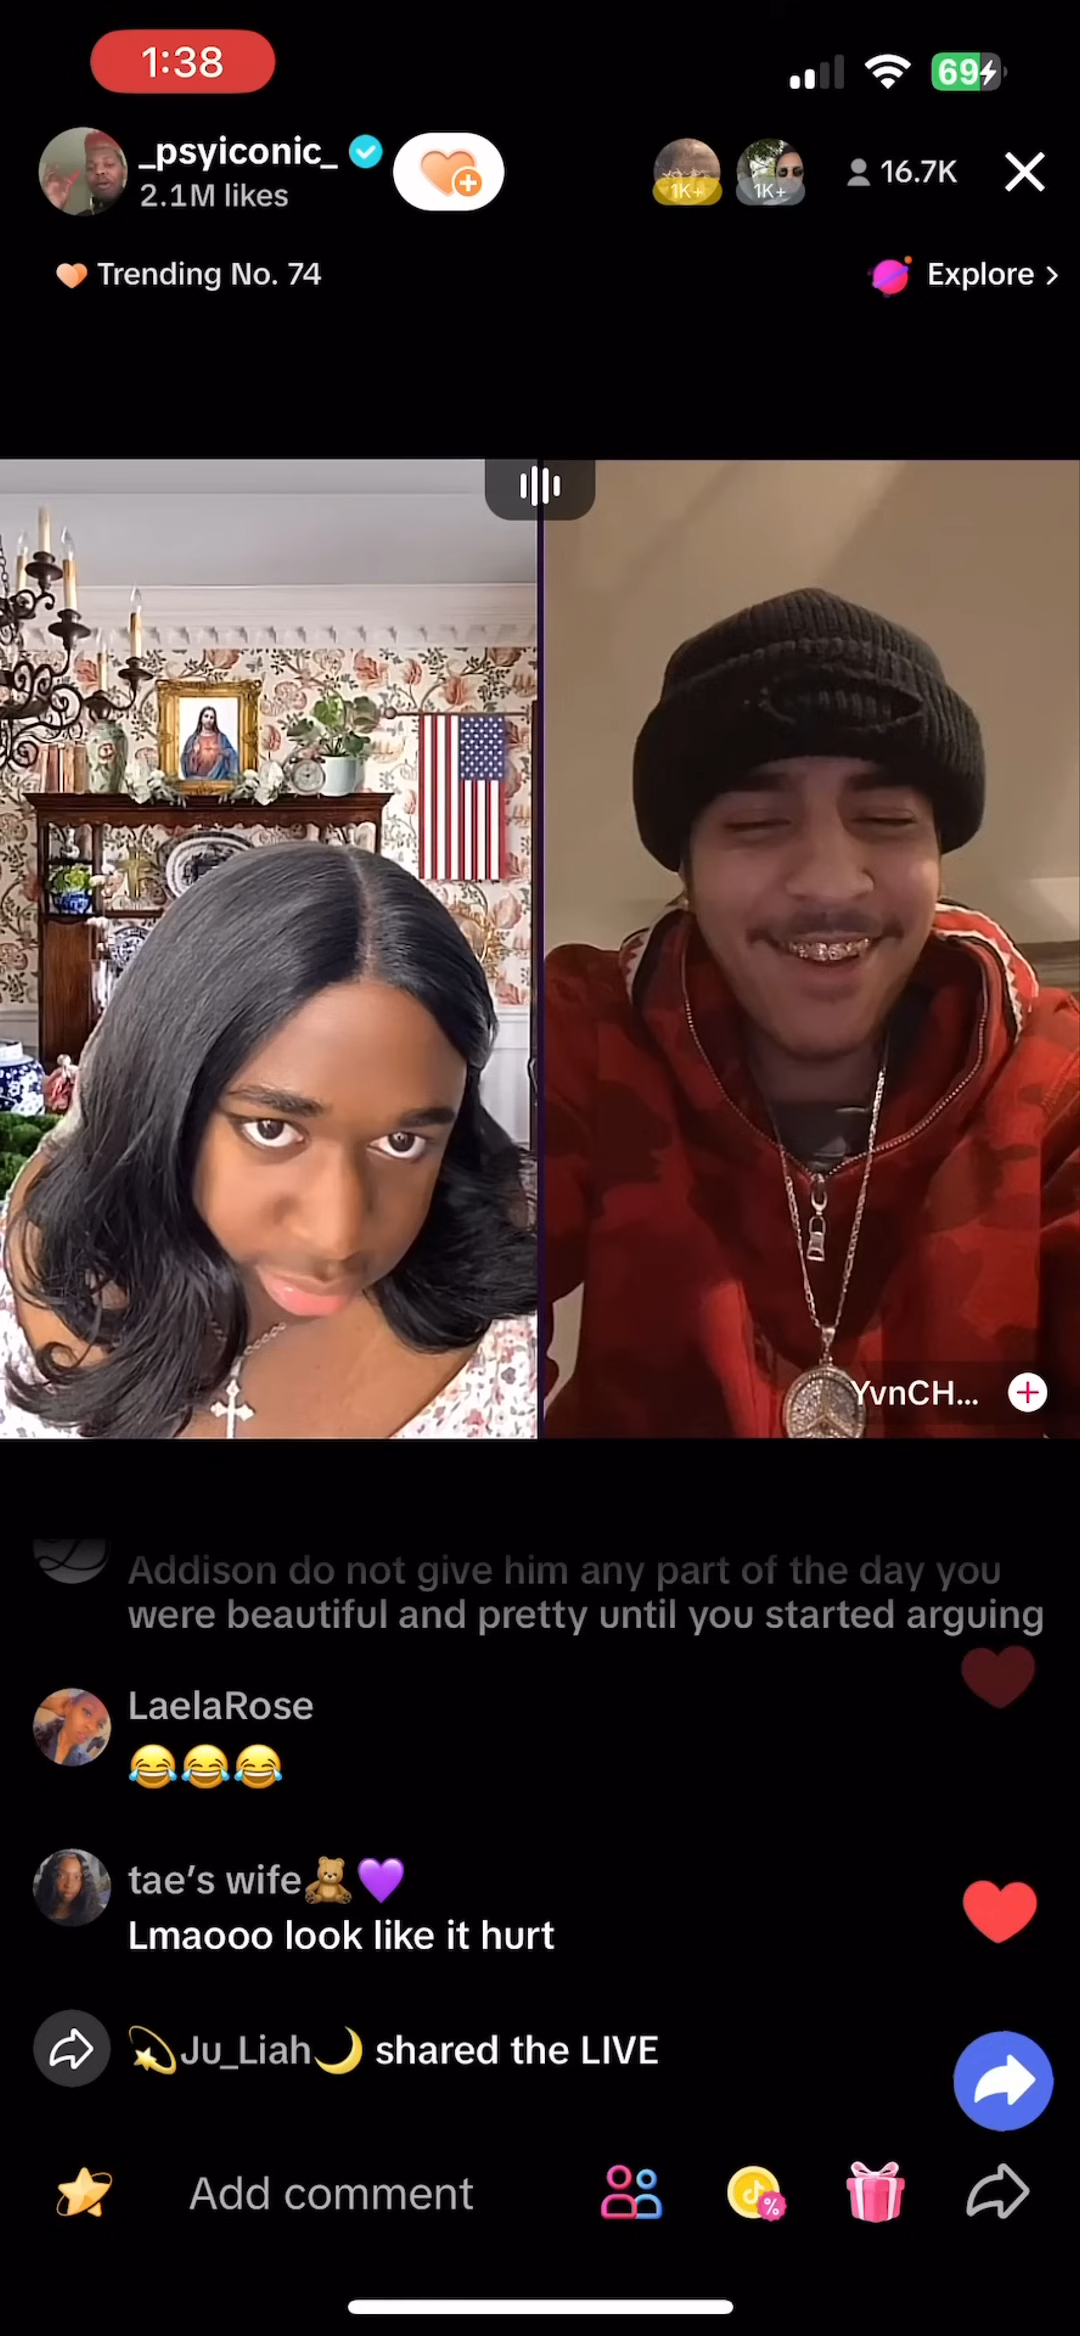 1:38
69
_psyiconic_
2.1M likes
1K+
1K+
16.7K
Trending No. 74
Explore >
YvnCH...
Addison do not give him any part of the day you
were beautiful and pretty until you started arguing
LaelaRose
😂😂😂
tae's wife🧸💜
Lmaooo look like it hurt
💫Ju_Liah🌙 shared the LIVE
Add comment